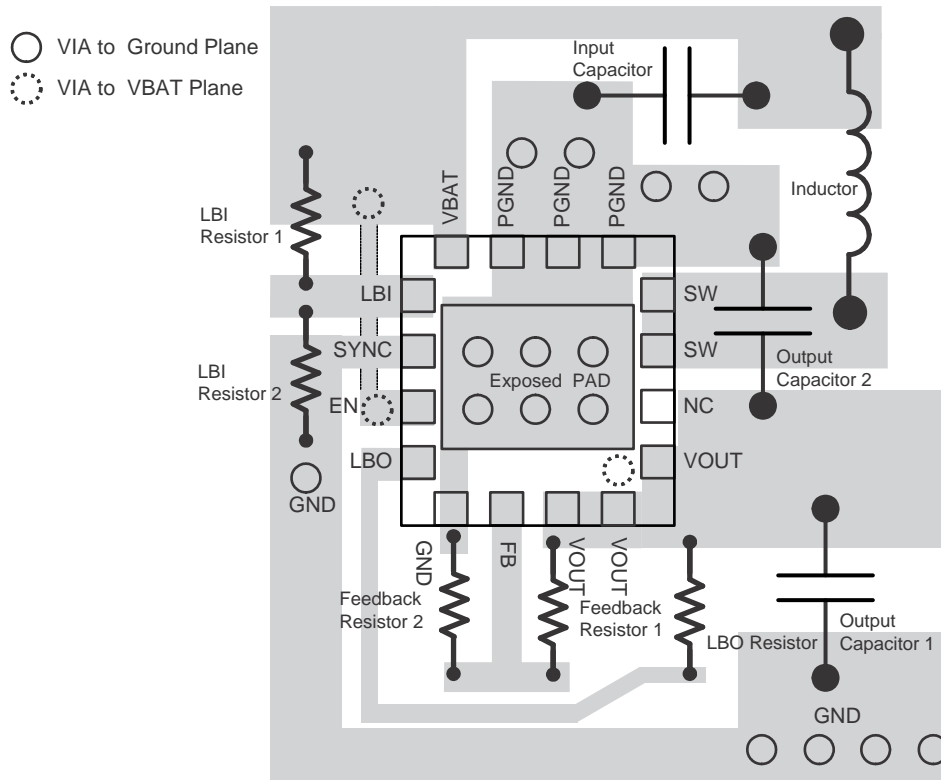 VIA to Ground Plane
VIA to VBAT Plane
Input
Capacitor
Inductor
LBI
Resistor 1
VBAT
PGND
PGND
PGND
LBI
SW
SYNC
SW
LBI
Resistor 2
Exposed PAD
Output
Capacitor 2
EN
NC
LBO
VOUT
GND
GND
FB
VOUT
VOUT
Feedback
Resistor 2
Feedback
Resistor 1
LBO Resistor
Output
Capacitor 1
GND